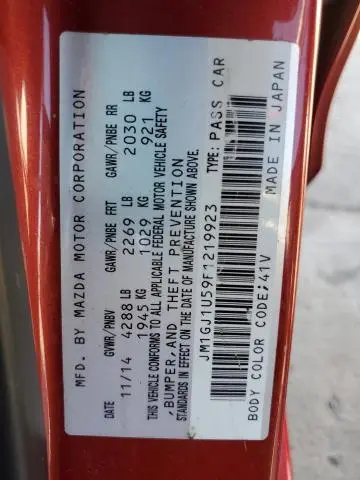 MFD. BY MAZDA MOTOR CORPORATION
DATE GVWR/PNBV GAWR/PNBE FRT GAWR/PNBE RR
11/14 4288 LB 2269 LB 2030 LB
1945 KG 1029 KG 921 KG
THIS VEHICLE CONFORMS TO ALL APPLICABLE FEDERAL MOTOR VEHICLE SAFETY
,BUMPER,AND THEFT PREVENTION
STANDARDS IN EFFECT ON THE DATE OF MANUFACTURE SHOWN ABOVE.
JM1GJ1U59F1219923 TYPE: PASS CAR
BODY COLOR CODE;41V MADE IN JAPAN